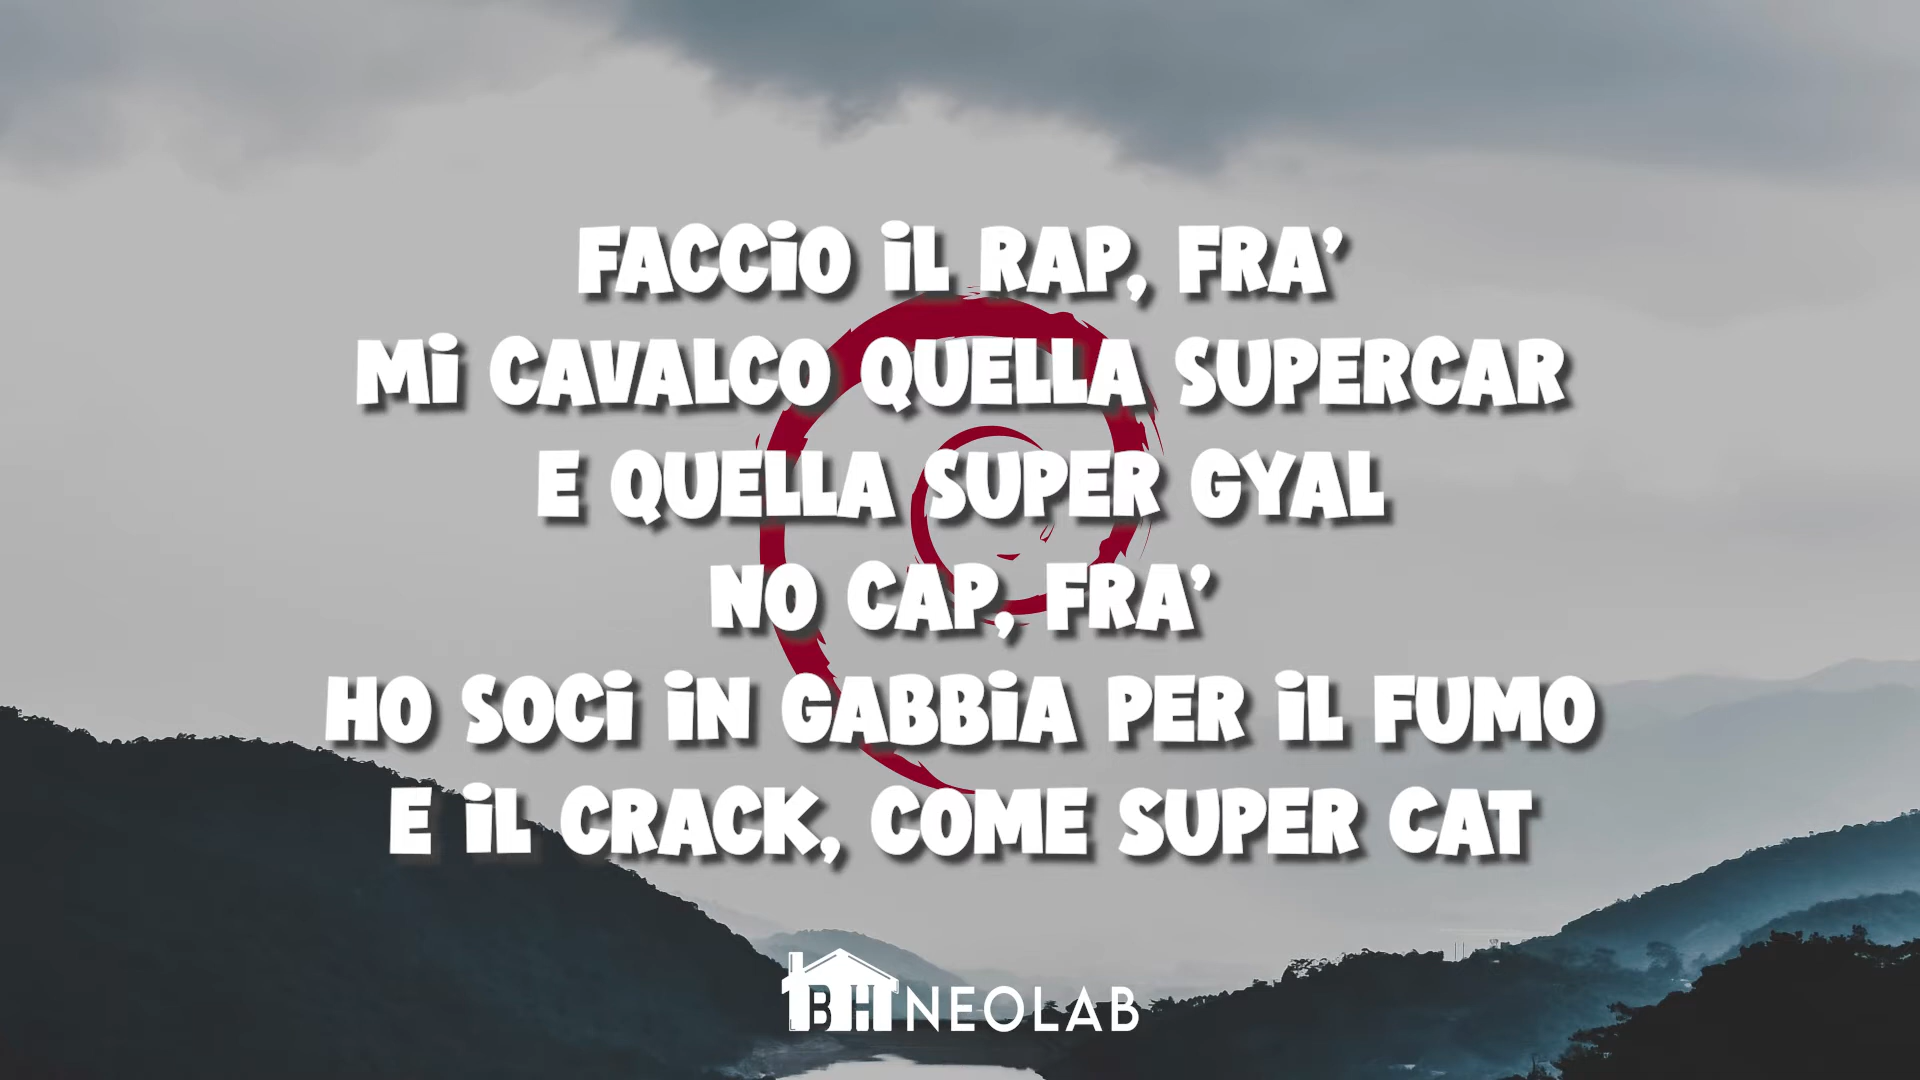 FACCiO iL RAP, FRA'
Mi CAVALCO QUELLA SUPERCAR
E QUELLA SUPER GYAL
NO CAP, FRA'
HO SOCi iN GABBiA PER iL FUMO
E iL CRACK, COME SUPER CAT
BH NEOLAB